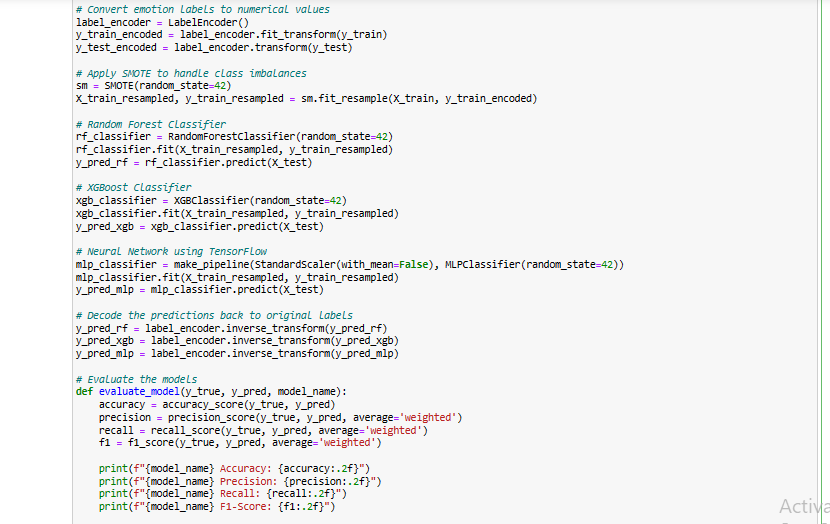 # Convert emotion labels to numerical values
label_encoder = LabelEncoder()
y_train_encoded = label_encoder.fit_transform(y_train)
y_test_encoded = label_encoder.transform(y_test)

# Apply SMOTE to handle class imbalances
sm = SMOTE(random_state=42)
X_train_resampled, y_train_resampled = sm.fit_resample(X_train, y_train_encoded)

# Random Forest Classifier
rf_classifier = RandomForestClassifier(random_state=42)
rf_classifier.fit(X_train_resampled, y_train_resampled)
y_pred_rf = rf_classifier.predict(X_test)

# XGBoost Classifier
xgb_classifier = XGBClassifier(random_state=42)
xgb_classifier.fit(X_train_resampled, y_train_resampled)
y_pred_xgb = xgb_classifier.predict(X_test)

# Neural Network using TensorFlow
mlp_classifier = make_pipeline(StandardScaler(with_mean=False), MLPClassifier(random_state=42))
mlp_classifier.fit(X_train_resampled, y_train_resampled)
y_pred_mlp = mlp_classifier.predict(X_test)

# Decode the predictions back to original labels
y_pred_rf = label_encoder.inverse_transform(y_pred_rf)
y_pred_xgb = label_encoder.inverse_transform(y_pred_xgb)
y_pred_mlp = label_encoder.inverse_transform(y_pred_mlp)

# Evaluate the models
def evaluate_model(y_true, y_pred, model_name):
    accuracy = accuracy_score(y_true, y_pred)
    precision = precision_score(y_true, y_pred, average='weighted')
    recall = recall_score(y_true, y_pred, average='weighted')
    f1 = f1_score(y_true, y_pred, average='weighted')

    print(f"{model_name} Accuracy: {accuracy:.2f}")
    print(f"{model_name} Precision: {precision:.2f}")
    print(f"{model_name} Recall: {recall:.2f}")
    print(f"{model_name} F1-Score: {f1:.2f}")
Activa